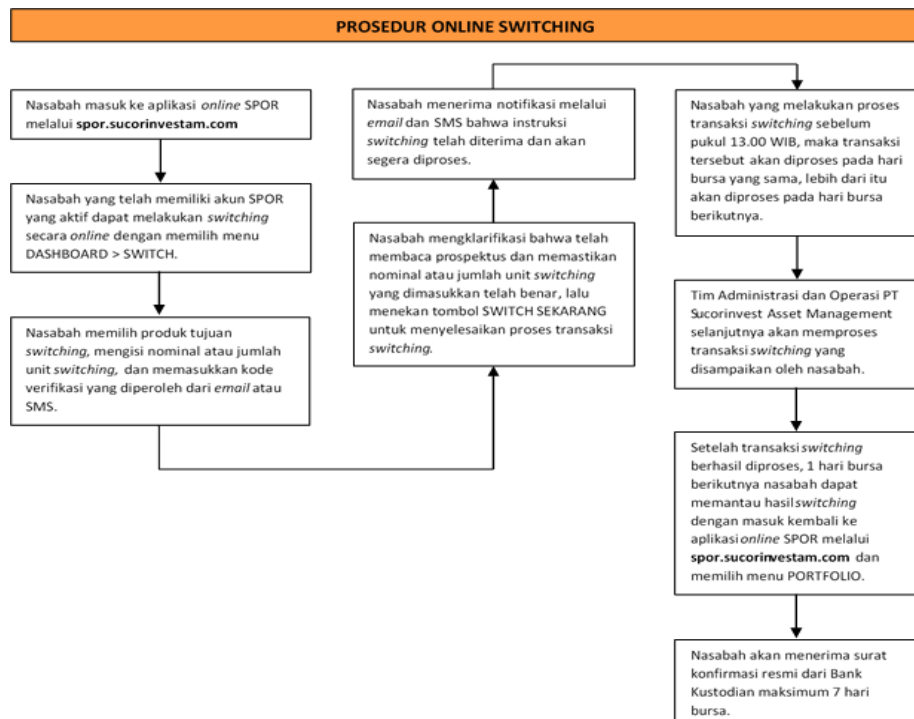 PROSEDUR ONLINE SWITCHING
Nasabah masuk ke aplikasi online SPOR
melalui spor.sucorinvestam.com
Nasabah yang telah memiliki akun SPOR
yang aktif dapat melakukan switching
secara online dengan memilih menu
DASHBOARD > SWITCH.
Nasabah memilih produk tujuan
switching, mengisi nominal atau jumlah
unit switching, dan memasukkan kode
verifikasi yang diperoleh dari email atau
SMS.
Nasabah mengklarifikasi bahwa telah
membaca prospektus dan memastikan
nominal atau jumlah unit switching
yang dimasukkan telah benar, lalu
menekan tombol SWITCH SEKARANG
untuk menyelesaikan proses transaksi
switching.
Nasabah menerima notifikasi melalui
email dan SMS bahwa instruksi
switching telah diterima dan akan
segera diproses.
Nasabah yang melakukan proses
transaksi switching sebelum
pukul 13.00 WIB, maka transaksi
tersebut akan diproses pada hari
bursa yang sama, lebih dari itu
akan diproses pada hari bursa
berikutnya.
Tim Administrasi dan Operasi PT
Sucorinvest Asset Management
selanjutnya akan memproses
transaksi switching yang
disampaikan oleh nasabah.
Setelah transaksi switching
berhasil diproses, 1 hari bursa
berikutnya nasabah dapat
memantau hasil switching
dengan masuk kembali ke
aplikasi online SPOR melalui
spor.sucorinvestam.com dan
memilih menu PORTFOLIO.
Nasabah akan menerima surat
konfirmasi resmi dari Bank
Kustodian maksimum 7 hari
bursa.